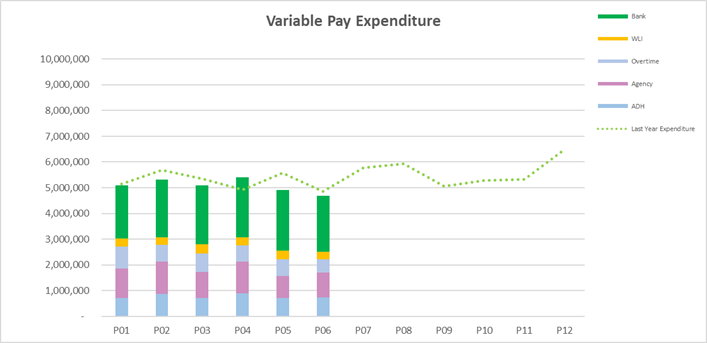 Variable Pay Expenditure
10,000,000
9,000,000
8,000,000
7,000,000
6,000,000
5,000,000
4,000,000
3,000,000
2,000,000
1,000,000
-
P01 P02 P03 P04 P05 P06 P07 P08 P09 P10 P11 P12
Bank
WLI
Overtime
Agency
ADH
Last Year Expenditure